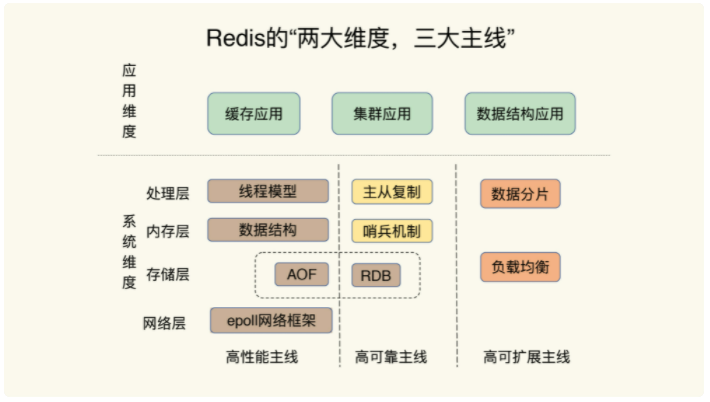 Redis的“两大维度，三大主线”
应用维度
缓存应用 集群应用 数据结构应用
系统维度
处理层 线程模型 主从复制 数据分片
内存层 数据结构 哨兵机制
存储层 AOF RDB 负载均衡
网络层 epoll网络框架
高性能主线 高可靠主线 高可扩展主线